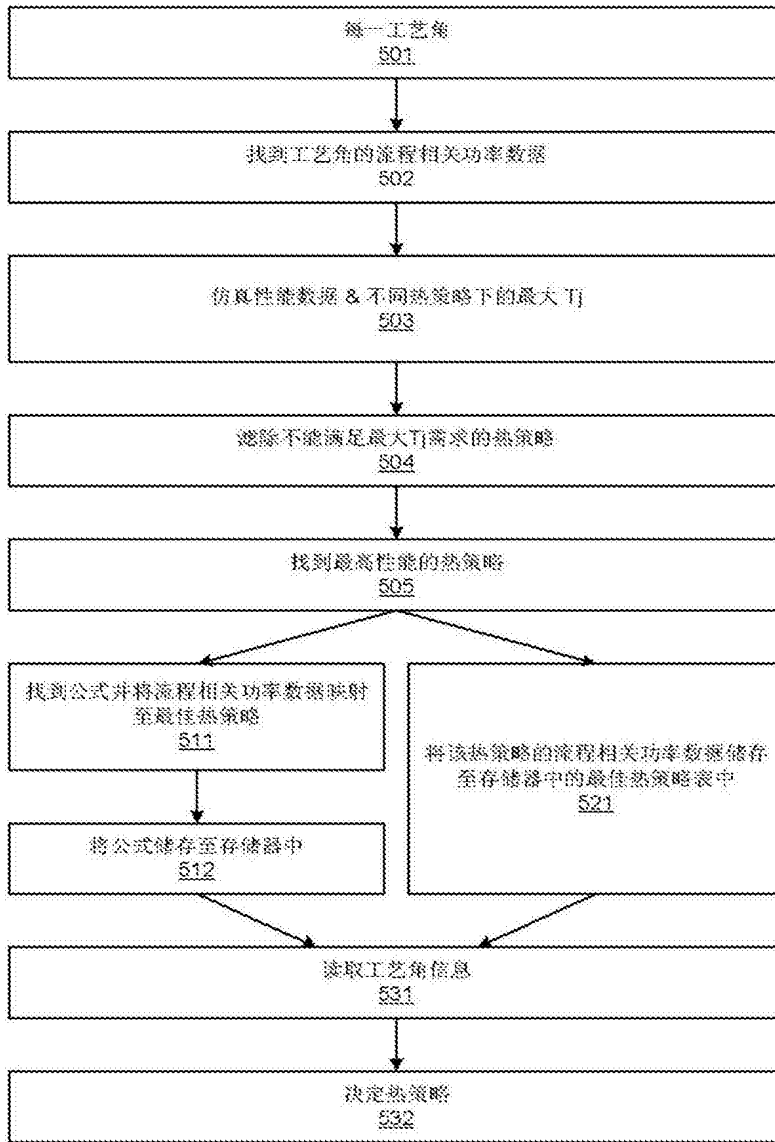 每一工艺角
501
找到工艺角的流程相关功率数据
502
仿真性能数据 & 不同热策略下的最大 Tj
503
滤除不能满足最大Tj需求的热策略
504
找到最高性能的热策略
505
找到公式并将流程相关功率数据映射
至最佳热策略
511
将公式储存至存储器中
512
将该热策略的流程相关功率数据储存
至存储器中的最佳热策略表中
521
读取工艺角信息
531
决定热策略
532